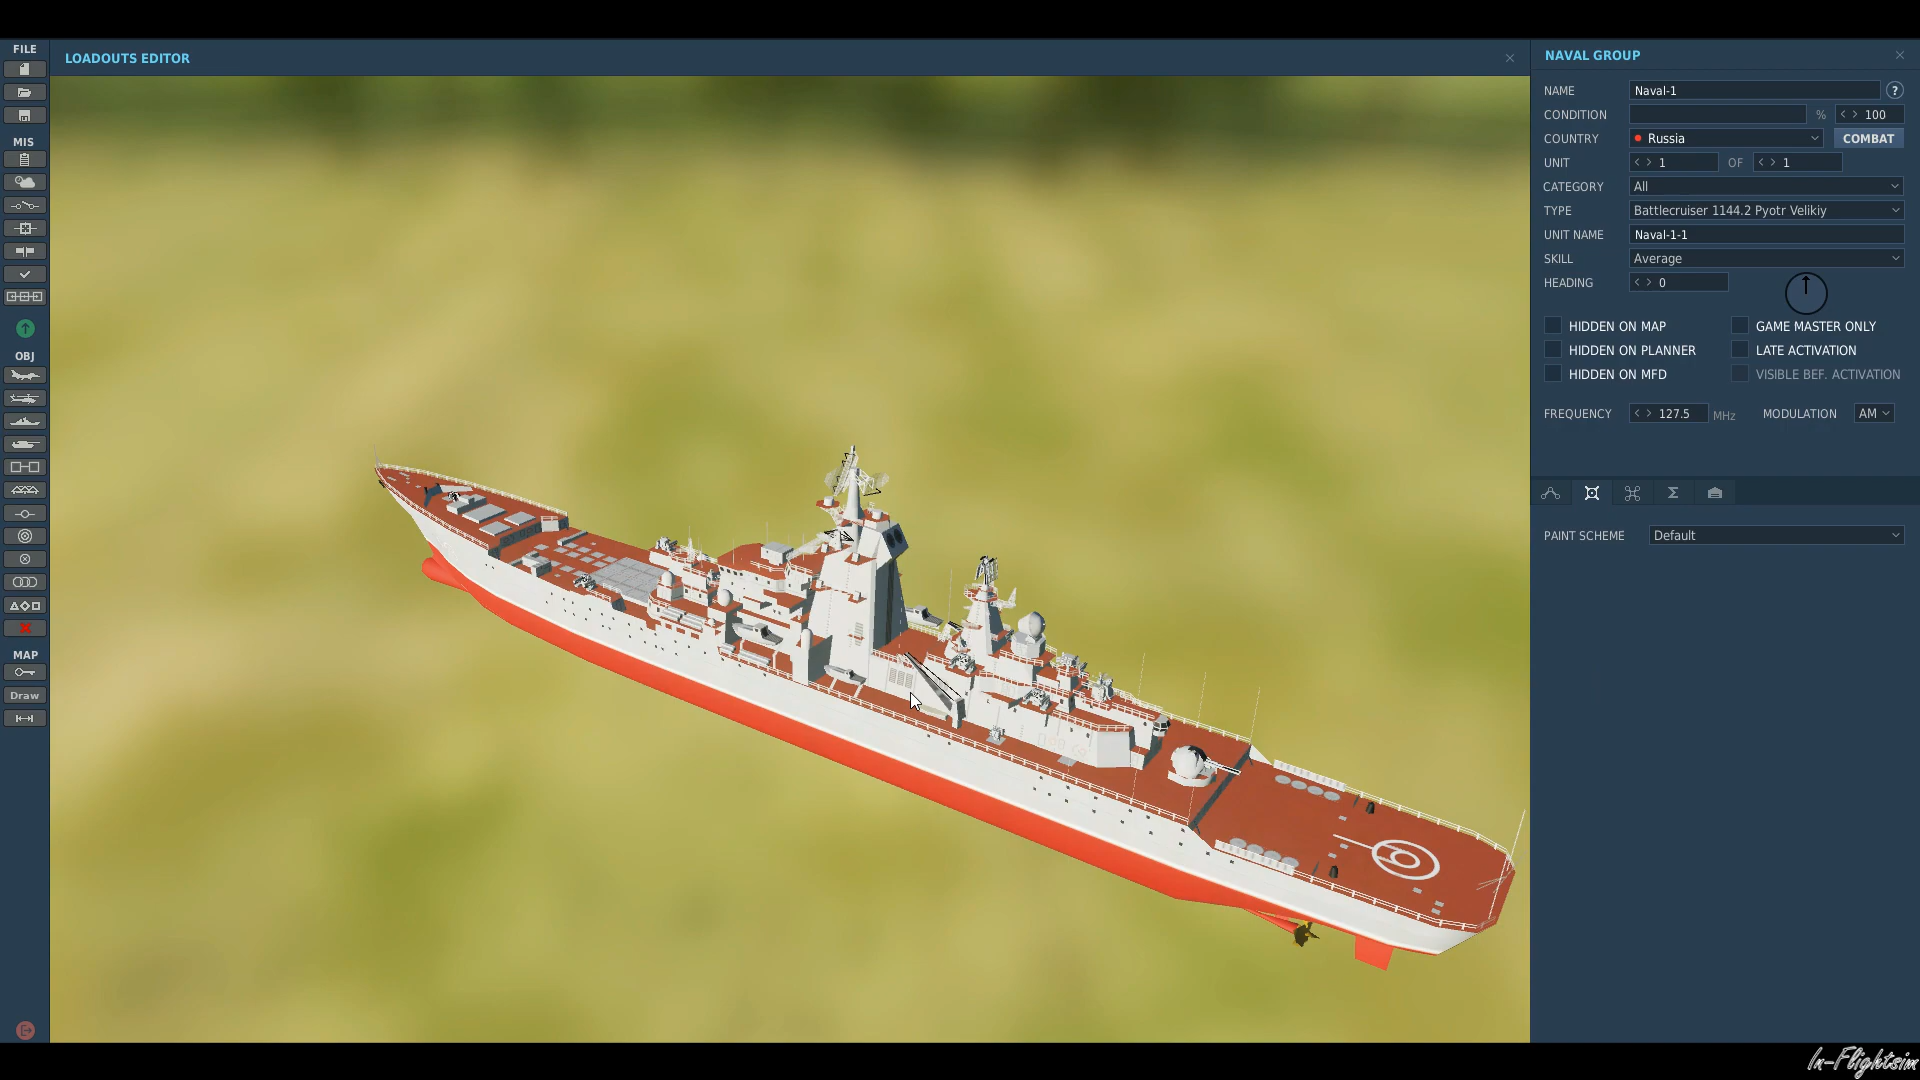 FILE
MIS
OBJ
MAP
Draw
LOADOUTS EDITOR
NAVAL GROUP
NAME Naval-1 ?
CONDITION % < > 100
COUNTRY Russia COMBAT
UNIT < > 1 OF < > 1
CATEGORY All
TYPE Battlecruiser 1144.2 Pyotr Velikiy
UNIT NAME Naval-1-1
SKILL Average
HEADING < > 0
HIDDEN ON MAP GAME MASTER ONLY
HIDDEN ON PLANNER LATE ACTIVATION
HIDDEN ON MFD VISIBLE BEF. ACTIVATION
FREQUENCY < > 127.5 MHz MODULATION AM
PAINT SCHEME Default
In-Flightsim